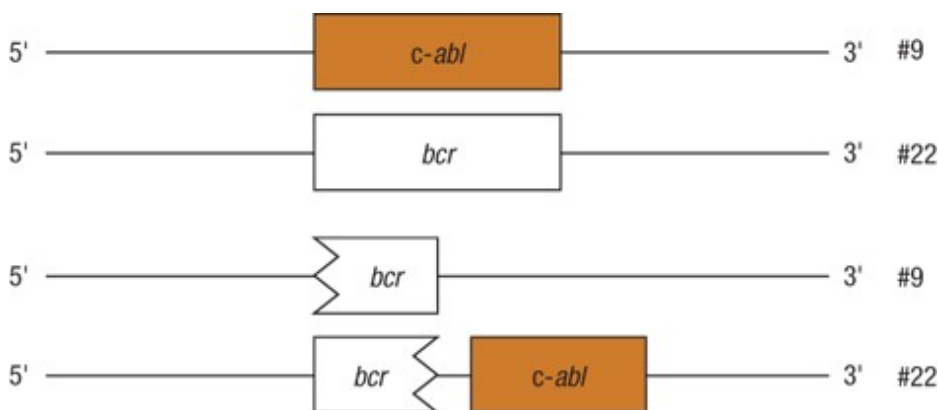 5' c-abl 3' #9
5' bcr 3' #22
5' bcr 3' #9
5' bcr c-abl 3' #22